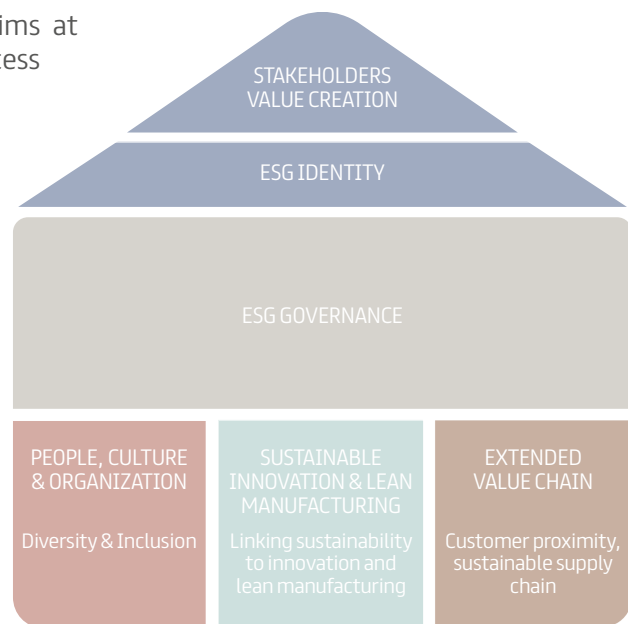 ims at
cess
STAKEHOLDERS
VALUE CREATION
ESG IDENTITY
ESG GOVERNANCE
PEOPLE, CULTURE
& ORGANIZATION
Diversity & Inclusion
SUSTAINABLE
INNOVATION & LEAN
MANUFACTURING
Linking sustainability
to innovation and
lean manufacturing
EXTENDED
VALUE CHAIN
Customer proximity,
sustainable supply
chain